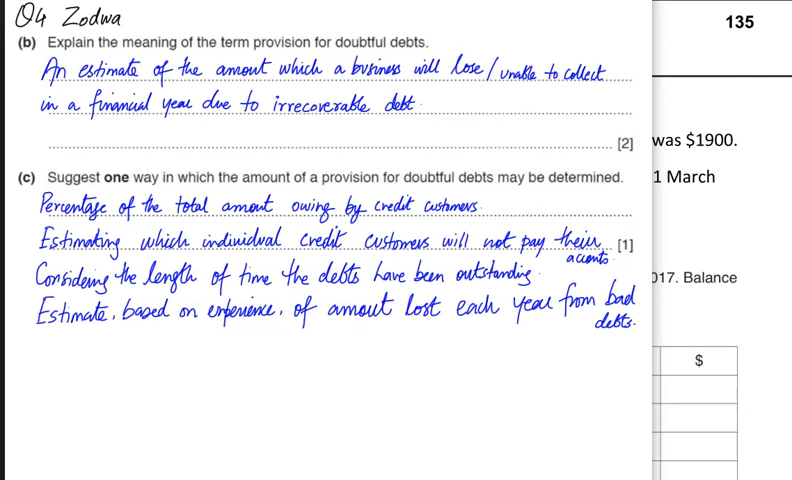 Q4 Zodwa
135
(b) Explain the meaning of the term provision for doubtful debts.
An estimate of the amout which a business will lose/unable to collect
in a financial year due to irrecoverable debt.
[2]
was $1900.
(c) Suggest one way in which the amount of a provision for doubtful debts may be determined.
1 March
Percentage of the total amout owing by credit customers.
Estimating which individual credit customers will not pay their [1]
acconts.
Considering the length of time the debts have been outstanding.
017. Balance
Estimate, based on experience, of amout lost each year from bad
debts.
$